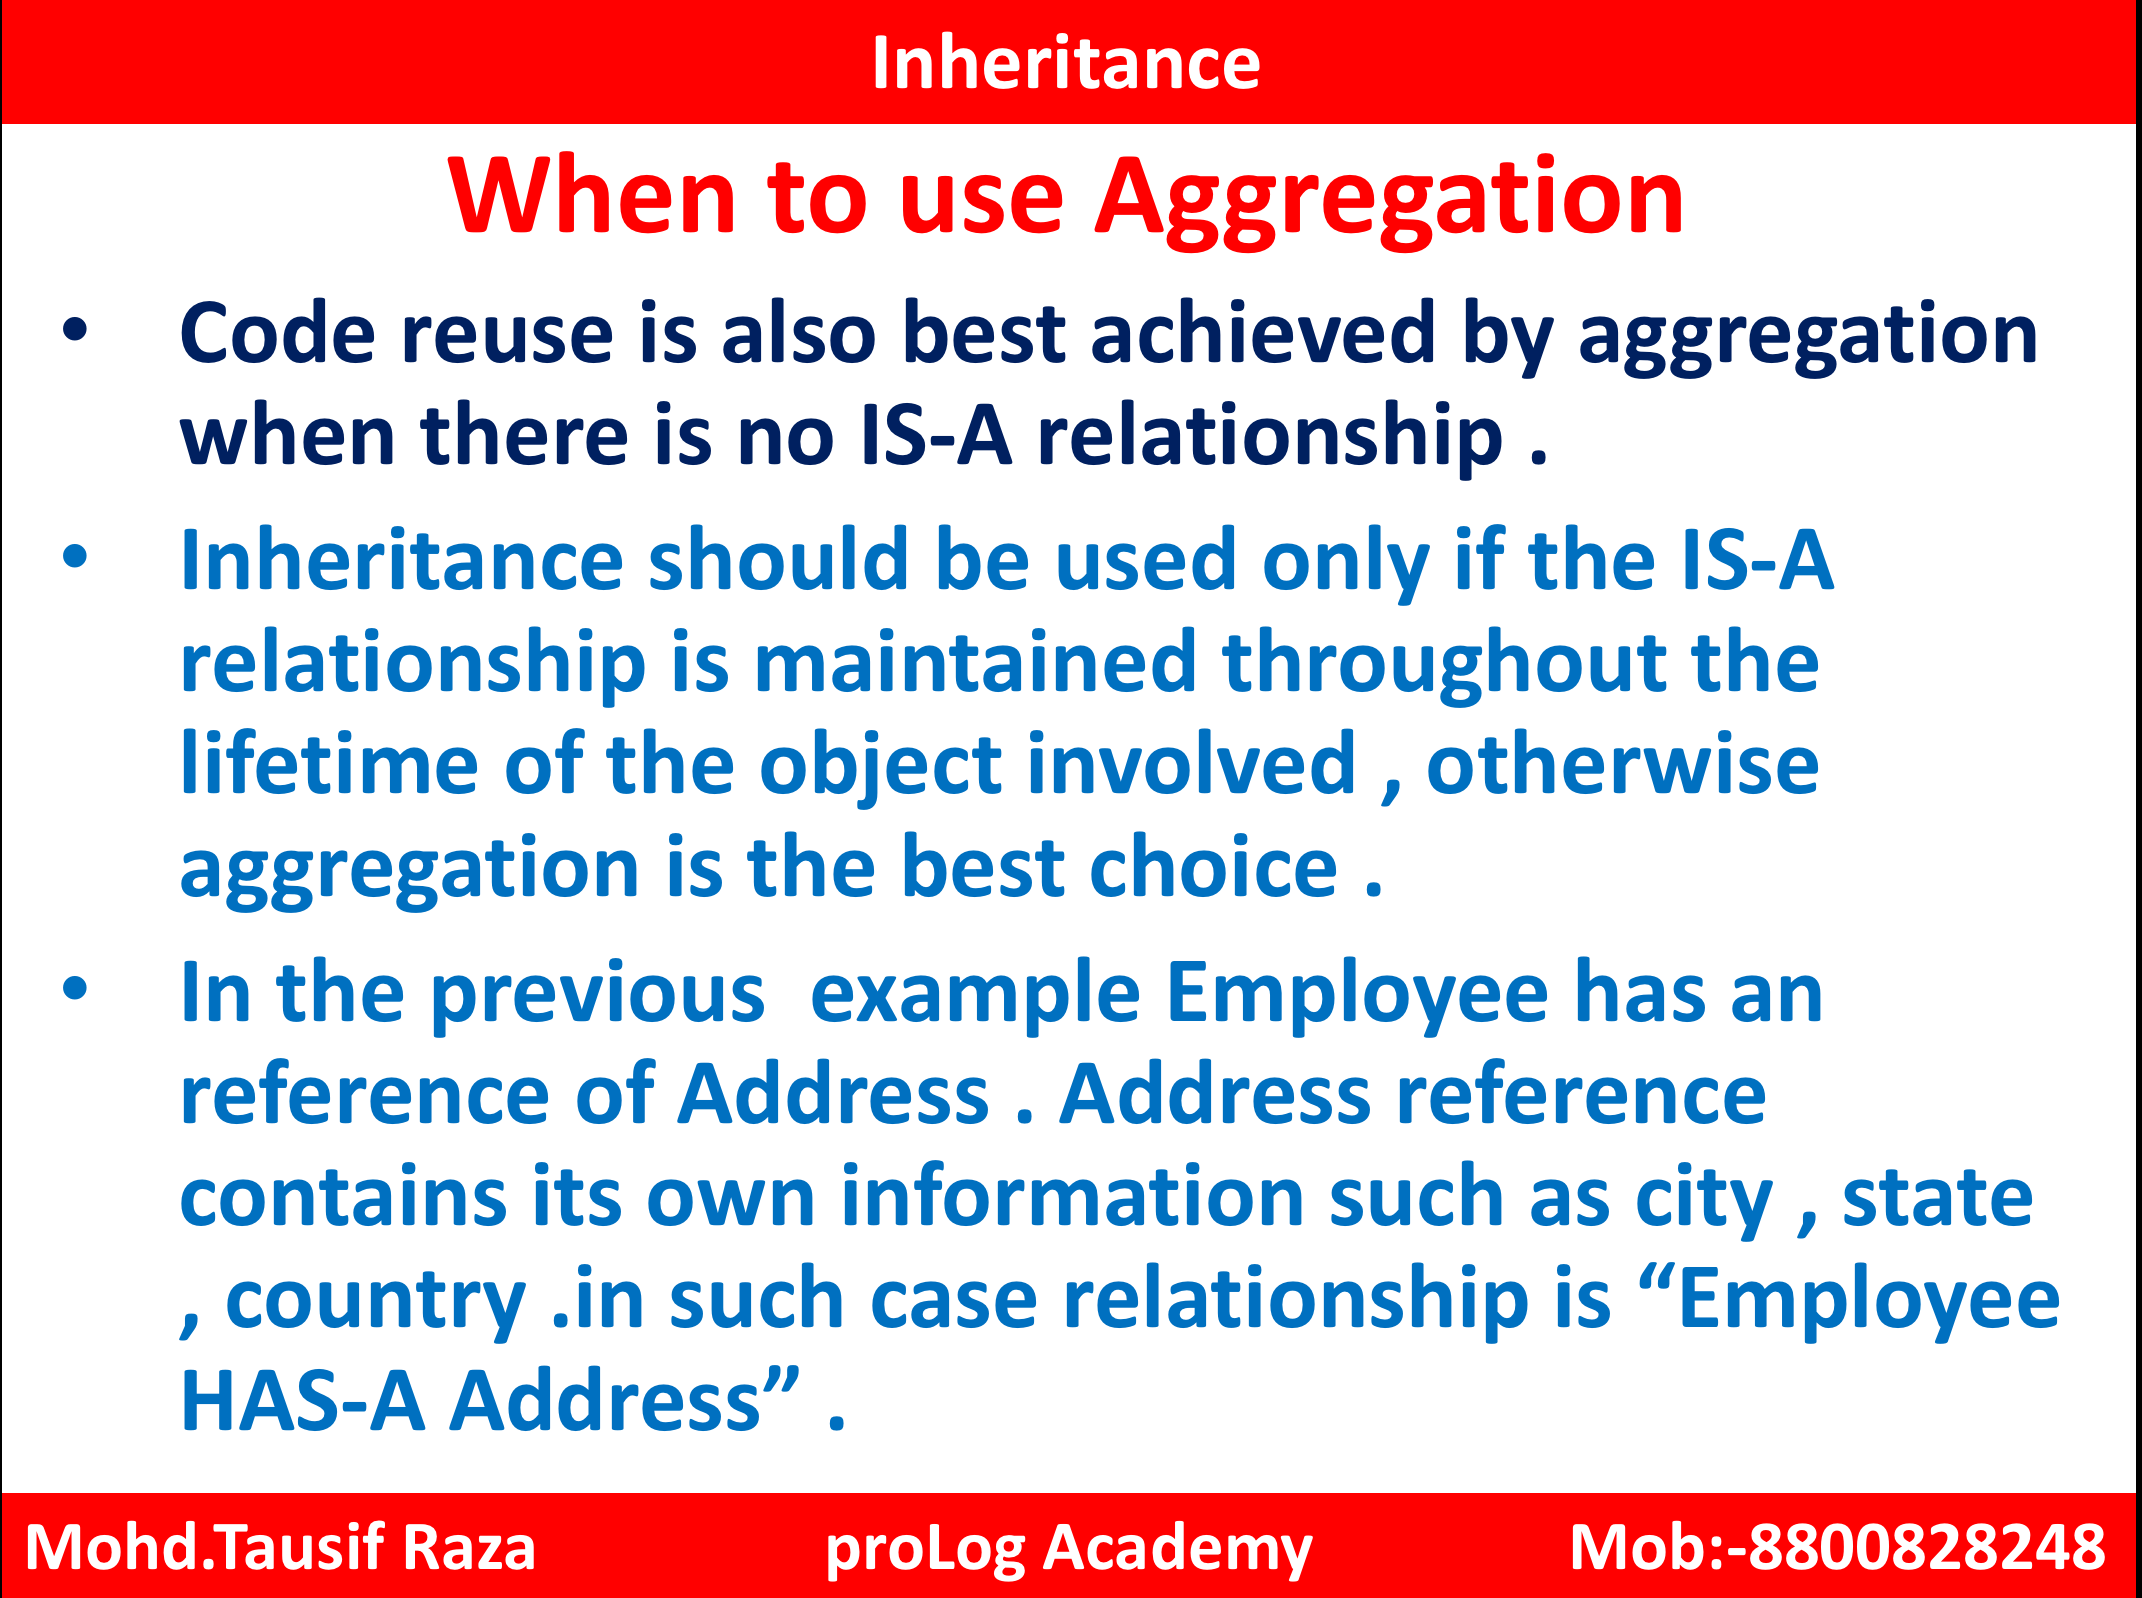 Inheritance
When to use Aggregation
• Code reuse is also best achieved by aggregation
when there is no IS-A relationship .
• Inheritance should be used only if the IS-A
relationship is maintained throughout the
lifetime of the object involved , otherwise
aggregation is the best choice .
• In the previous  example Employee has an
reference of Address . Address reference
contains its own information such as city , state
, country .in such case relationship is “Employee
HAS-A Address” .
Mohd.Tausif Raza proLog Academy Mob:-8800828248